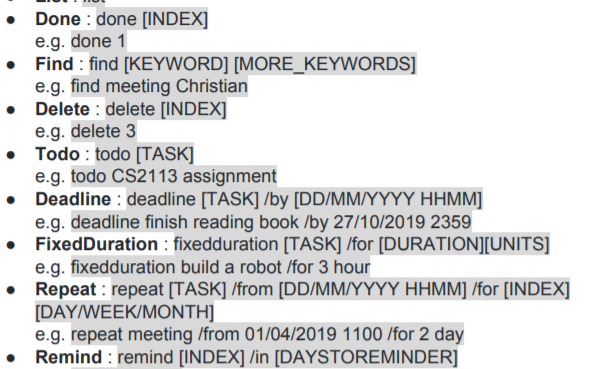 List : list
● Done : done [INDEX]
e.g. done 1
● Find : find [KEYWORD] [MORE_KEYWORDS]
e.g. find meeting Christian
● Delete : delete [INDEX]
e.g. delete 3
● Todo : todo [TASK]
e.g. todo CS2113 assignment
● Deadline : deadline [TASK] /by [DD/MM/YYYY HHMM]
e.g. deadline finish reading book /by 27/10/2019 2359
● FixedDuration : fixedduration [TASK] /for [DURATION][UNITS]
e.g. fixedduration build a robot /for 3 hour
● Repeat : repeat [TASK] /from [DD/MM/YYYY HHMM] /for [INDEX]
[DAY/WEEK/MONTH]
e.g. repeat meeting /from 01/04/2019 1100 /for 2 day
● Remind : remind [INDEX] /in [DAYSTOREMINDER]